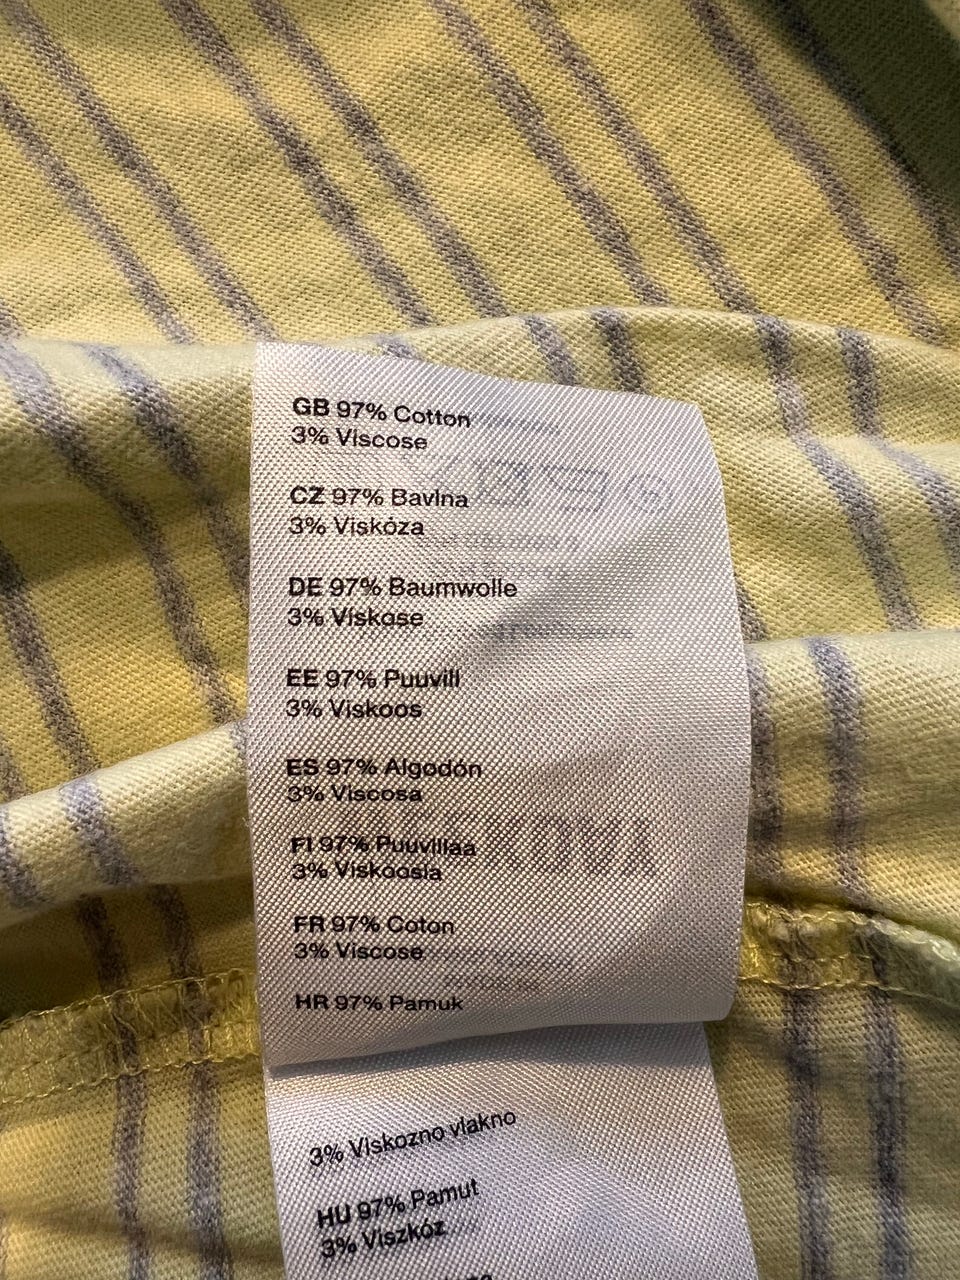 GB 97% Cotton
3% Viscose
CZ 97% Bavlna
3% Viskóza
DE 97% Baumwolle
3% Viskose
EE 97% Puuvill
3% Viskoos
ES 97% Algodón
3% Viscosa
FI 97% Puuvillaa
3% Viskoosia
FR 97% Coton
3% Viscose
HR 97% Pamuk
3% Viskozno vlakno
HU 97% Pamut
3% Viszkóz